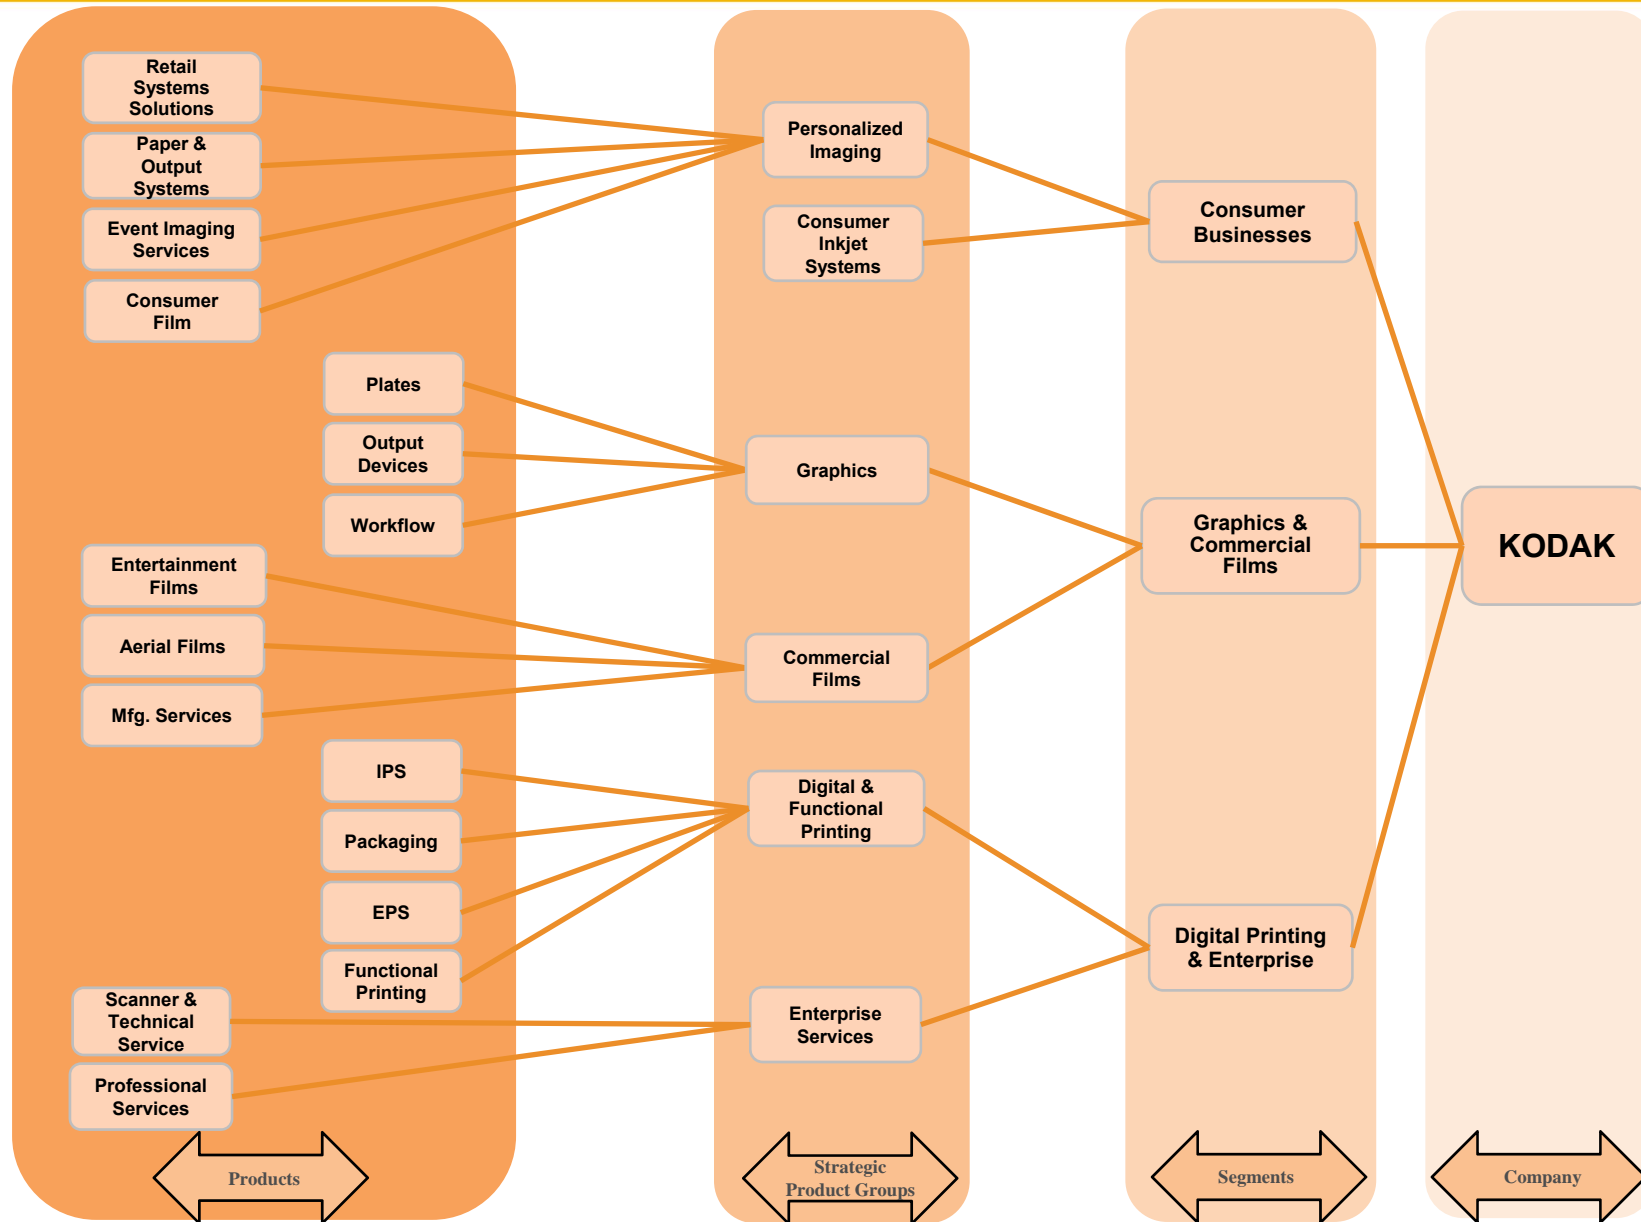 Retail
Systems
Solutions
Paper &
Output
Systems
Event Imaging
Services
Consumer
Film
Plates
Output
Devices
Workflow
Entertainment
Films
Aerial Films
Mfg. Services
IPS
Packaging
EPS
Functional
Printing
Scanner &
Technical
Service
Professional
Services
Products
Personalized
Imaging
Consumer
Inkjet
Systems
Graphics
Commercial
Films
Digital &
Functional
Printing
Enterprise
Services
Strategic
Product Groups
Consumer
Businesses
Graphics &
Commercial
Films
Digital Printing
& Enterprise
Segments
KODAK
Company